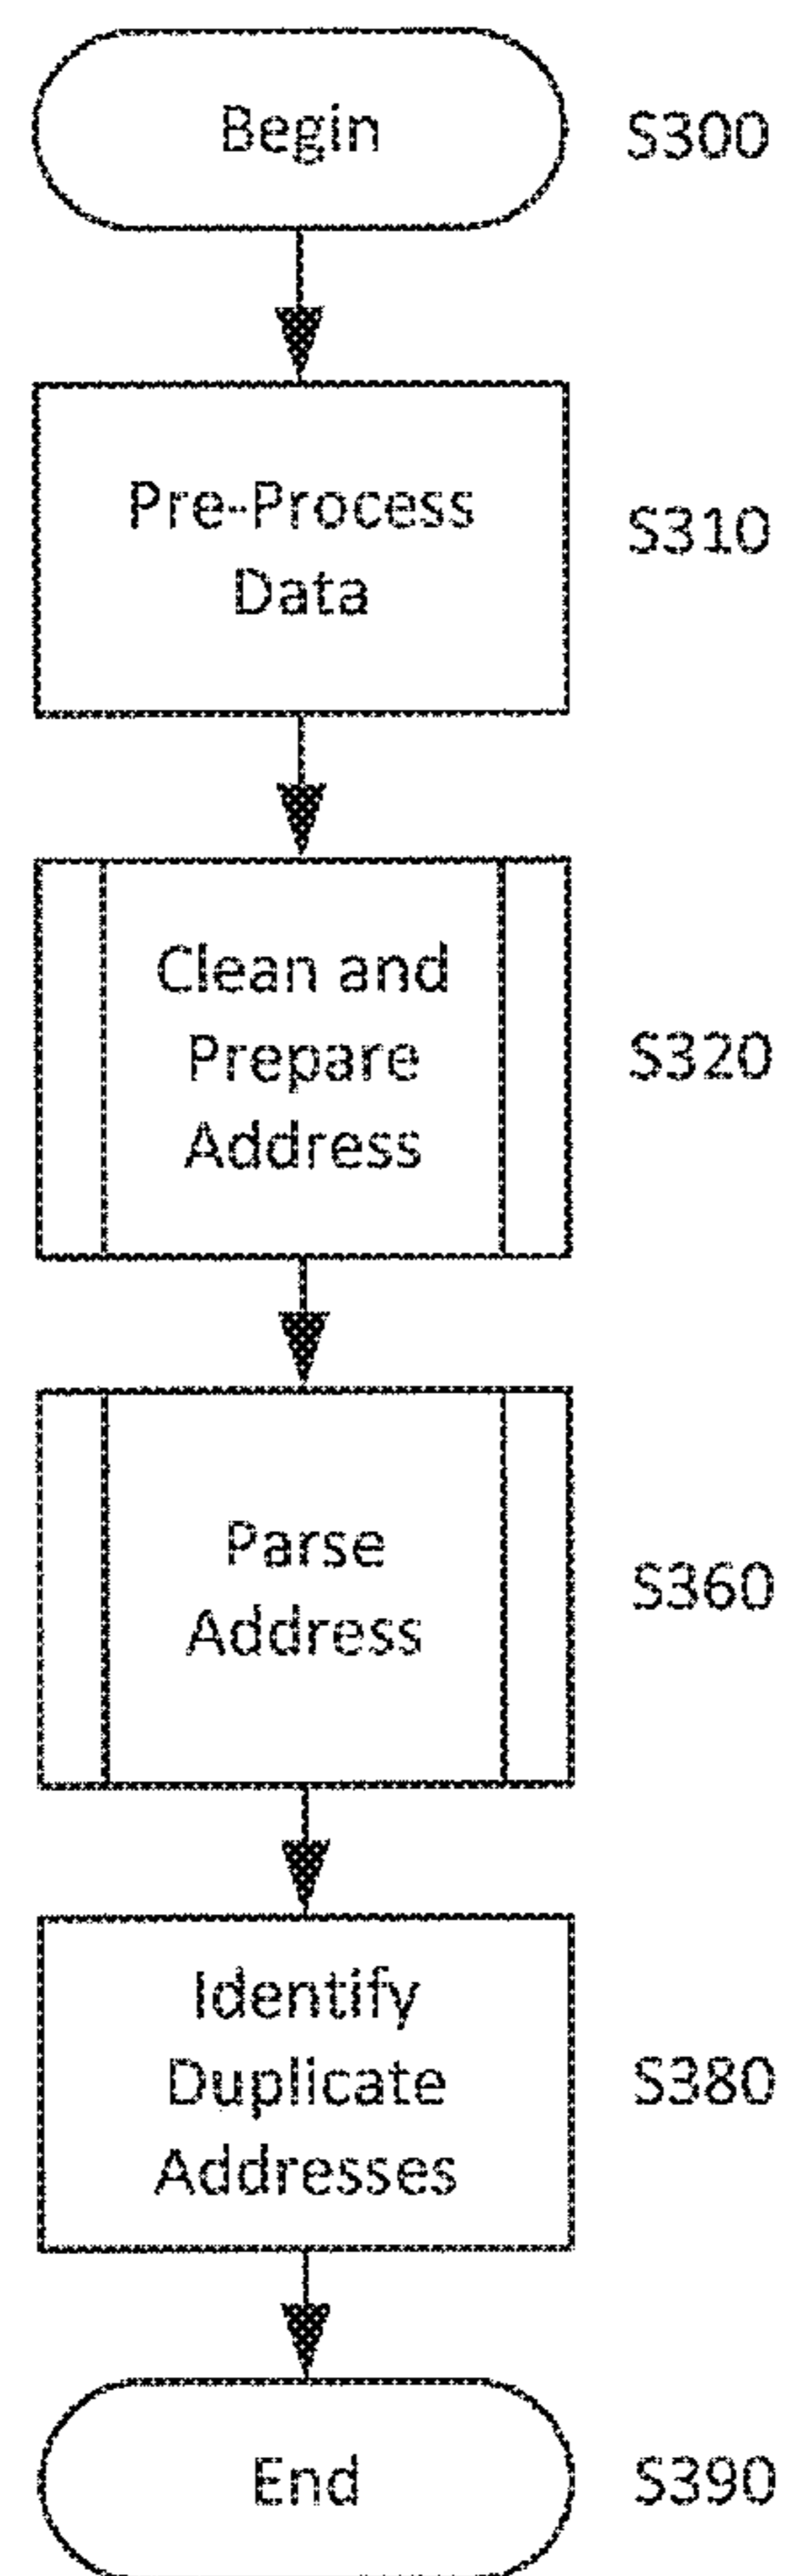 Begin
S300
Pre-Process
Data
S310
Clean and
Prepare
Address
S320
Parse
Address
S360
Identify
Duplicate
Addresses
S380
End
S390